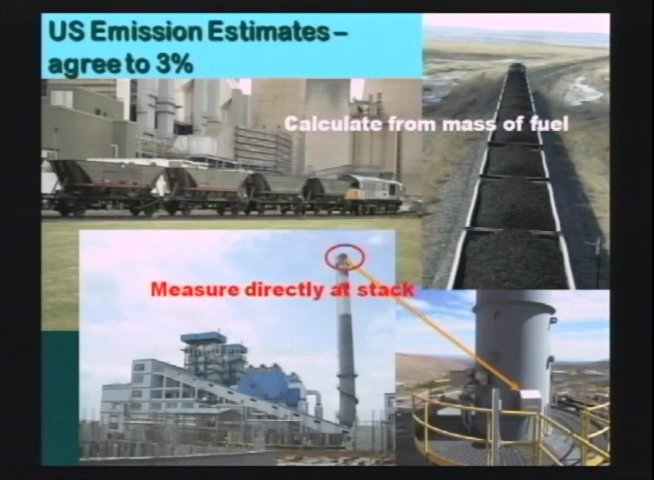 US Emission Estimates –
agree to 3%
Calculate from mass of fuel
Measure directly at stack